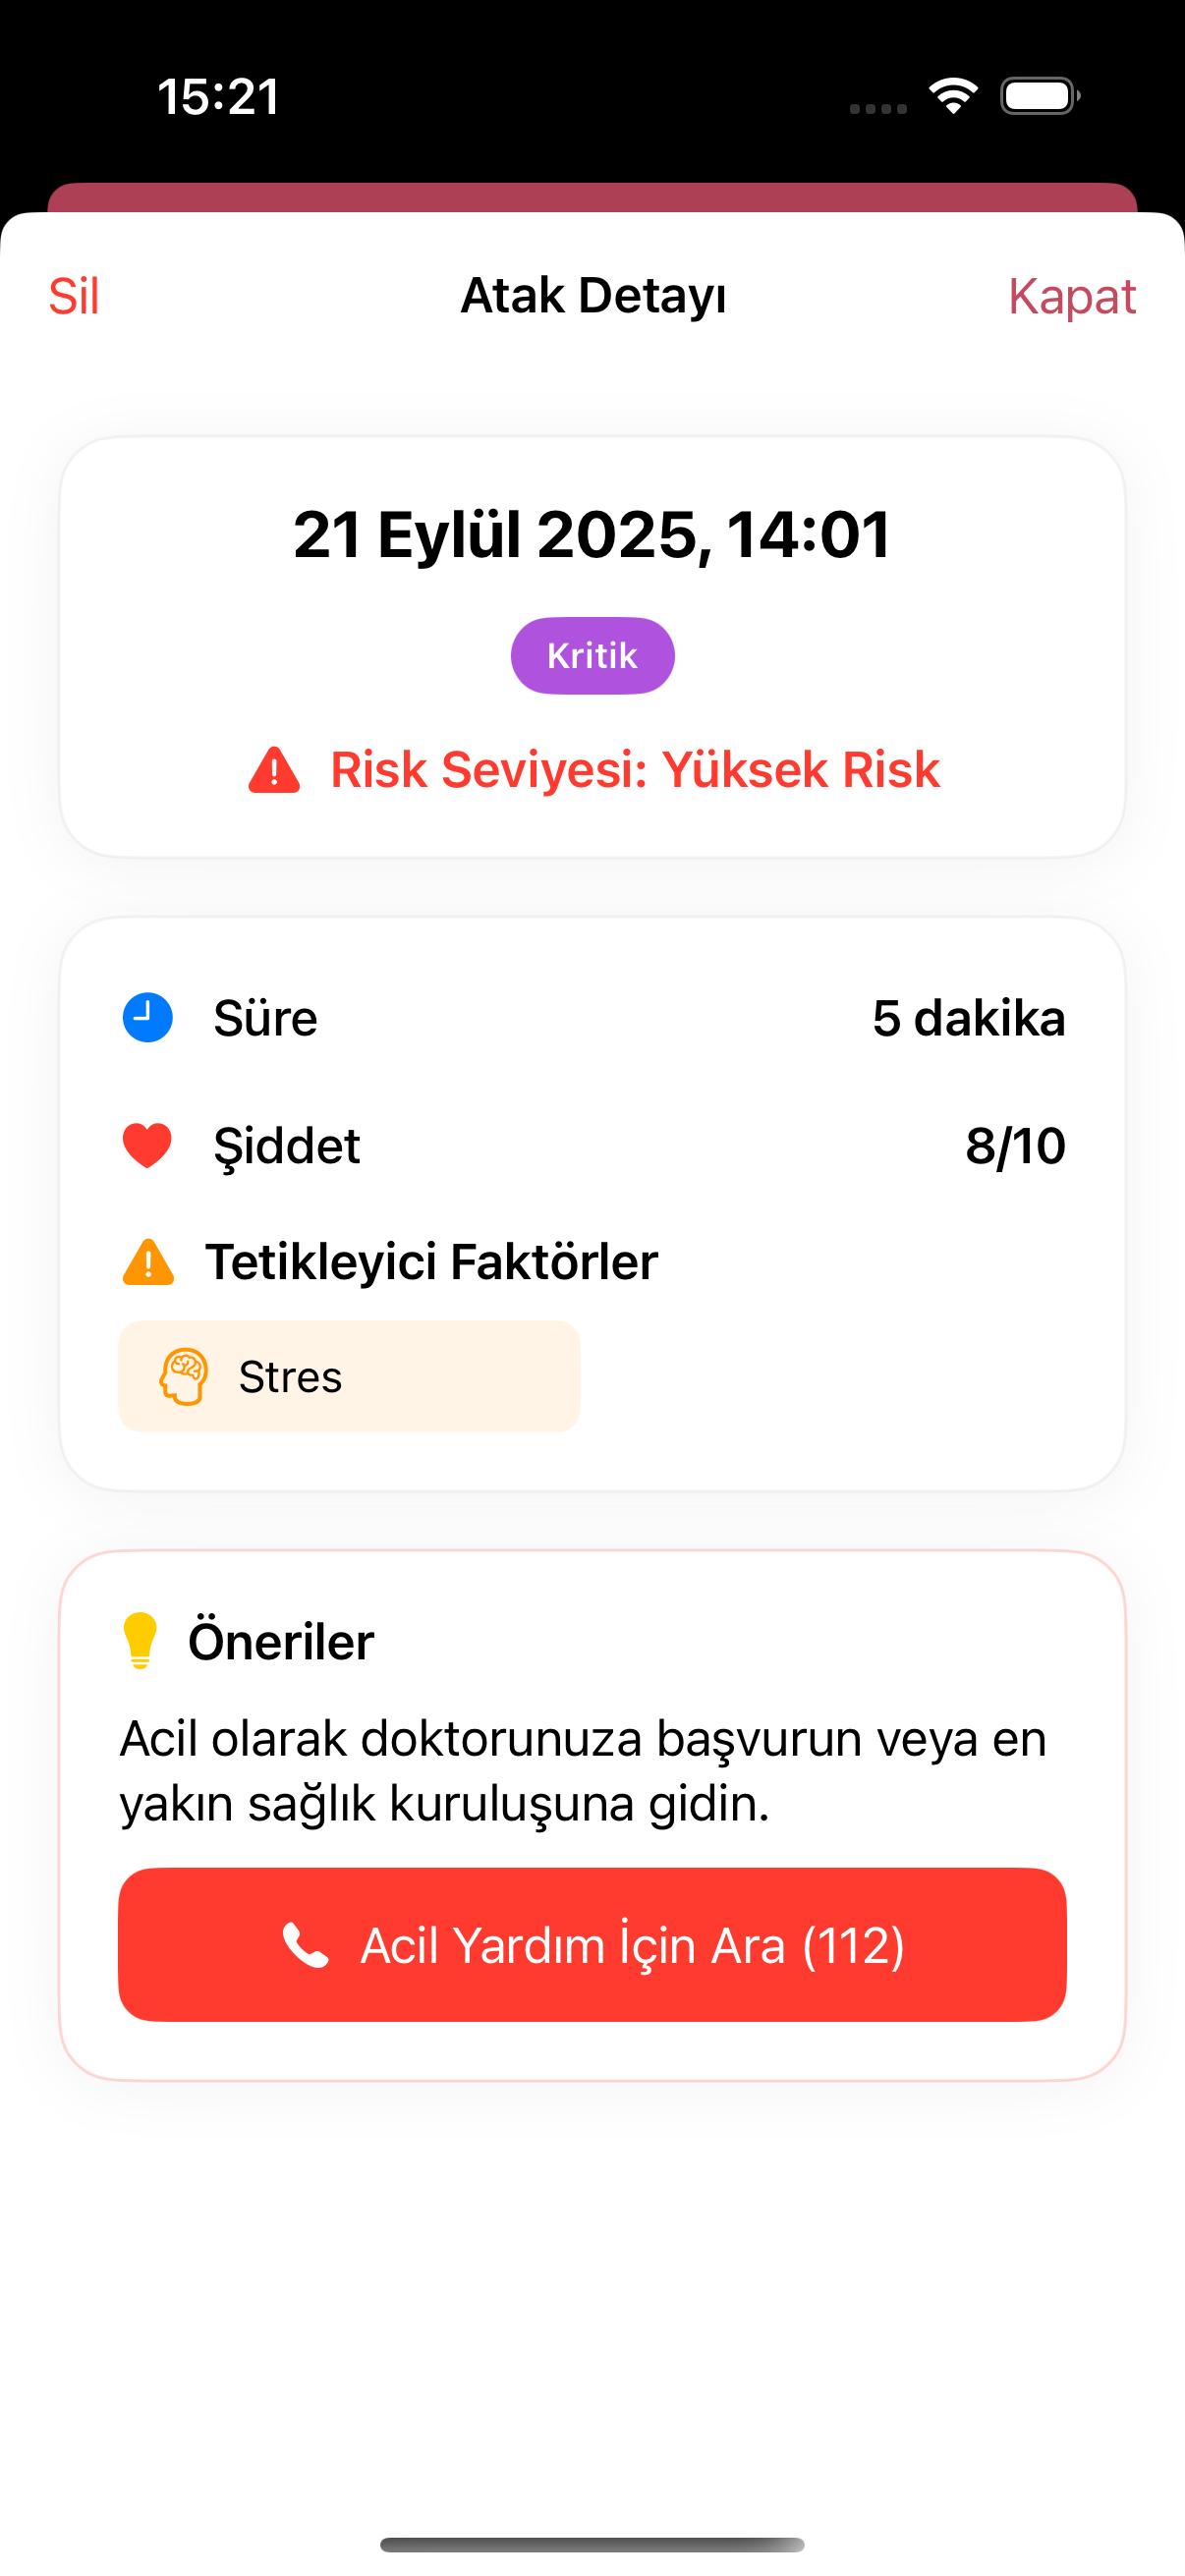 15:21
Sil
Atak Detayı
Kapat
21 Eylül 2025, 14:01
Kritik
Risk Seviyesi: Yüksek Risk
Süre
5 dakika
Şiddet
8/10
Tetikleyici Faktörler
Stres
Öneriler
Acil olarak doktorunuza başvurun veya en
yakın sağlık kuruluşuna gidin.
Acil Yardım İçin Ara (112)